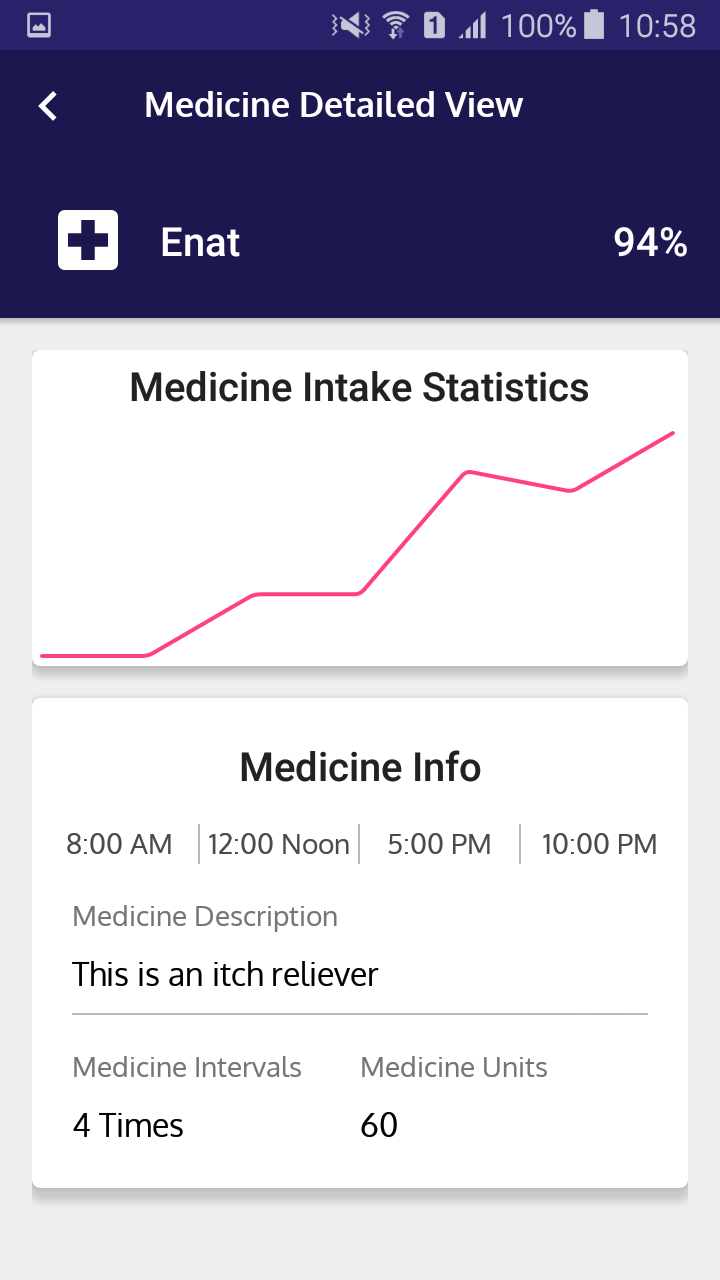 100% 10:58
Medicine Detailed View
Enat 94%
Medicine Intake Statistics
Medicine Info
8:00 AM 12:00 Noon 5:00 PM 10:00 PM
Medicine Description
This is an itch reliever
Medicine Intervals Medicine Units
4 Times 60